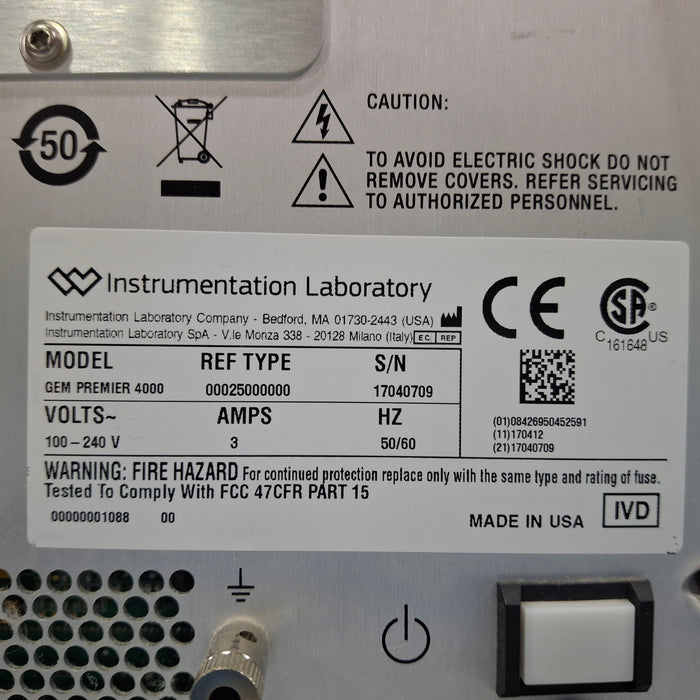 50
CAUTION:
TO AVOID ELECTRIC SHOCK DO NOT
REMOVE COVERS. REFER SERVICING
TO AUTHORIZED PERSONNEL.
Instrumentation Laboratory
Instrumentation Laboratory Company - Bedford, MA 01730-2443 (USA)
Instrumentation Laboratory SpA - V.le Monza 338 - 20128 Milano (Italy) EC REP
CE
SA
C 161648 US
MODEL REF TYPE S/N
GEM PREMIER 4000 00025000000 17040709
VOLTS~ AMPS HZ
100-240 V 3 50/60
(01)08426950452591
(11)170412
(21)17040709
WARNING: FIRE HAZARD For continued protection replace only with the same type and rating of fuse.
Tested To Comply With FCC 47CFR PART 15
00000001088 00
MADE IN USA IVD